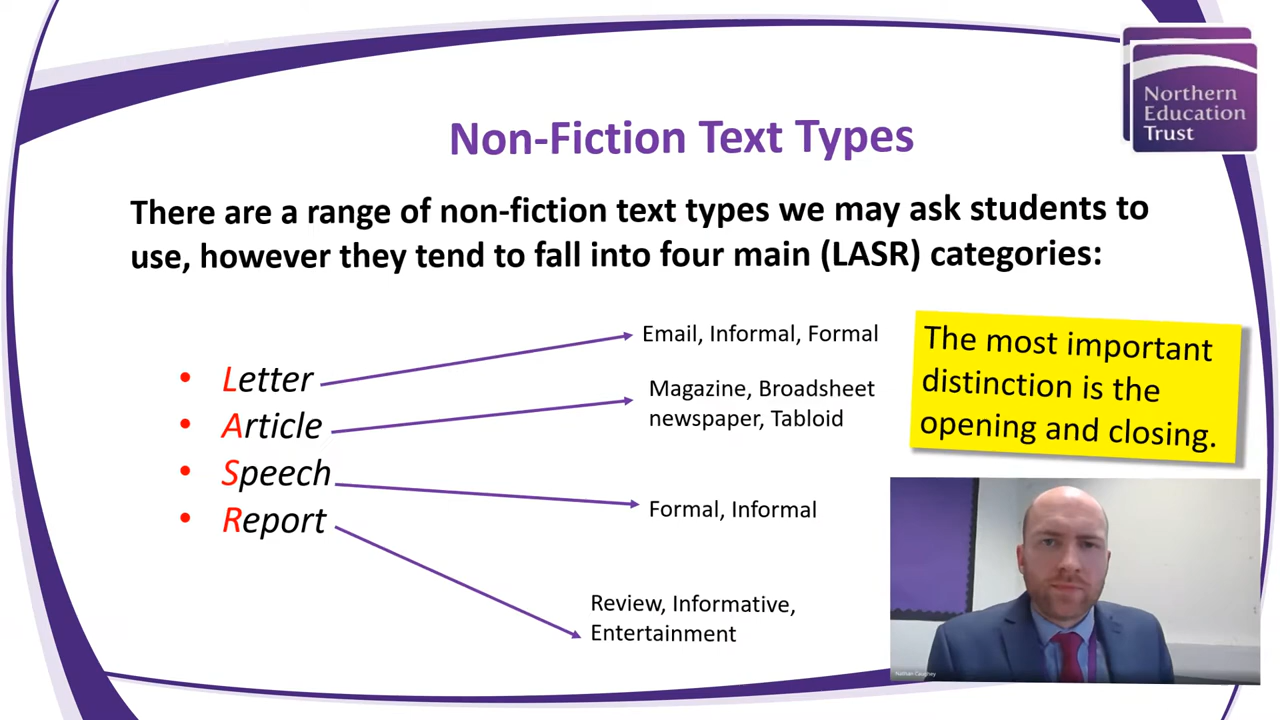 Northern
Education
Trust
Non-Fiction Text Types
There are a range of non-fiction text types we may ask students to
use, however they tend to fall into four main (LASR) categories:
• Letter
• Article
• Speech
• Report
Email, Informal, Formal
Magazine, Broadsheet
newspaper, Tabloid
Formal, Informal
Review, Informative,
Entertainment
The most important
distinction is the
opening and closing.
Nathan Caughey